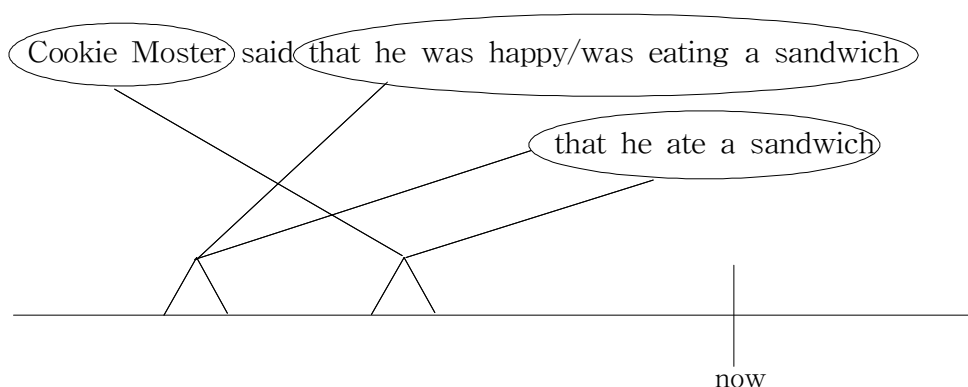 Cookie Moster said that he was happy/was eating a sandwich
that he ate a sandwich
now